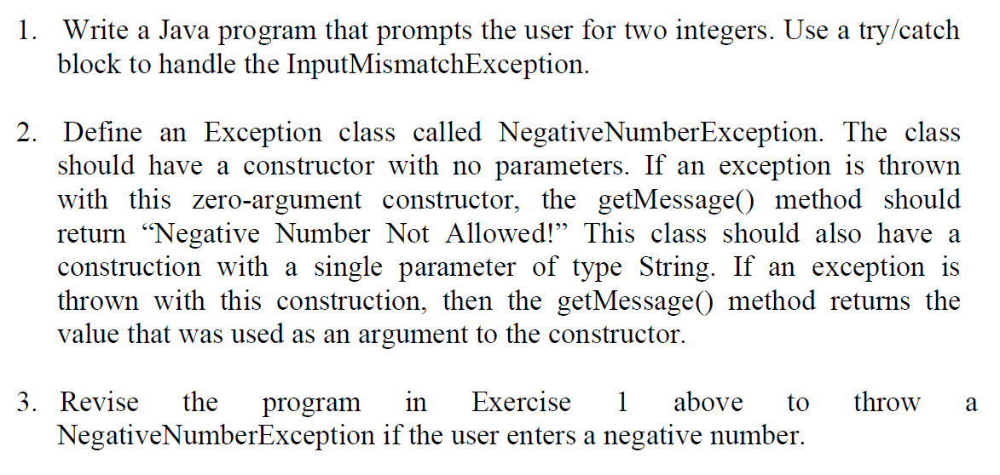 1. Write a Java program that prompts the user for two integers. Use a try/catch
block to handle the InputMismatchException.
2. Define an Exception class called NegativeNumberException. The class
should have a constructor with no parameters. If an exception is thrown
with this zero-argument constructor, the getMessage() method should
return “Negative Number Not Allowed!” This class should also have a
construction with a single parameter of type String. If an exception is
thrown with this construction, then the getMessage() method returns the
value that was used as an argument to the constructor.
3. Revise the program in Exercise 1 above to throw a
NegativeNumberException if the user enters a negative number.